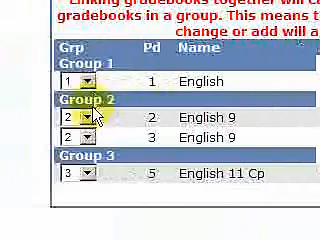 Linking gradebooks together will ca
gradebooks in a group. This means t
change or add will a
Grp Pd Name
Group 1
1 1 English
Group 2
2 2 English 9
2 3 English 9
Group 3
3 5 English 11 Cp